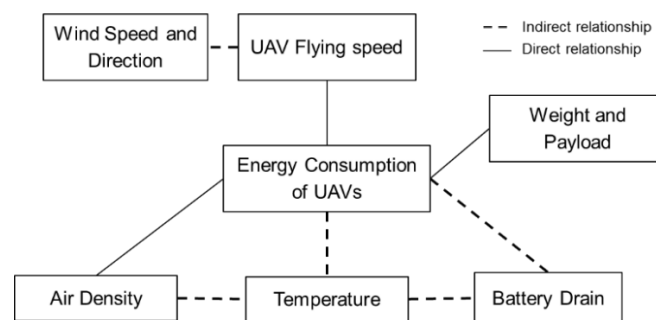 Wind Speed and
Direction
UAV Flying speed
Indirect relationship
Direct relationship
Weight and
Payload
Energy Consumption
of UAVs
Air Density
Temperature
Battery Drain